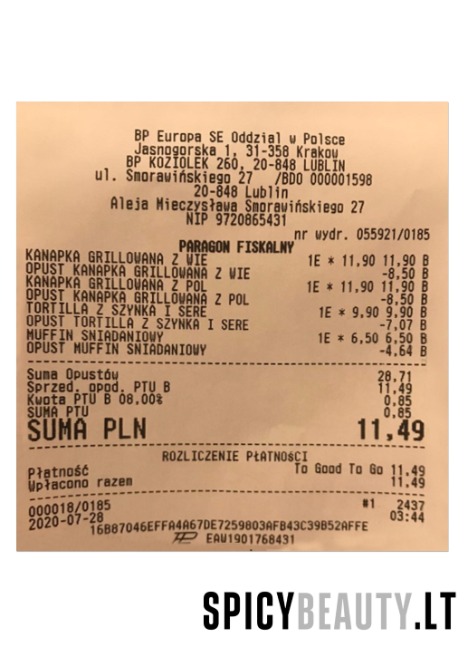 BP Europa SE Oddział w Polsce
Jasnogorska 1, 31-358 Krakow
BP KOZIOŁEK 260, 20-848 LUBLIN
ul. Smorawińskiego 27 /BDO 000001598
20-848 Lublin
Aleja Mieczysława Smorawińskiego 27
NIP 9720865431
nr wydr. 055921/0185
PARAGON FISKALNY
KANAPKA GRILLOWANA Z WIE 1E * 11,90 11,90 B
OPUST KANAPKA GRILLOWANA Z WIE -8,50 B
KANAPKA GRILLOWANA Z POL 1E * 11,90 11,90 B
OPUST KANAPKA GRILLOWANA Z POL -8,50 B
TORTILLA Z SZYNKA I SERE 1E * 9,90 9,90 B
OPUST TORTILLA Z SZYNKA I SERE -7,07 B
MUFFIN SNIADANIOWY 1E * 6,50 6,50 B
OPUST MUFFIN SNIADANIOWY -4,64 B
Suma Opustów 28,71
Sprzed. opod. PTU B 11,49
Kwota PTU B 08,00% 0,85
SUMA PTU 0,85
SUMA PLN 11,49
ROZLICZENIE PŁATNOŚCI
Płatność To Good To Go 11,49
Wpłacono razem 11,49
000018/0185 #1 2437
2020-07-28 03:44
16B87046EFFA4A67DE7259803AFB43C39B52AFFE
EAW1901768431
SPICYBEAUTY.LT